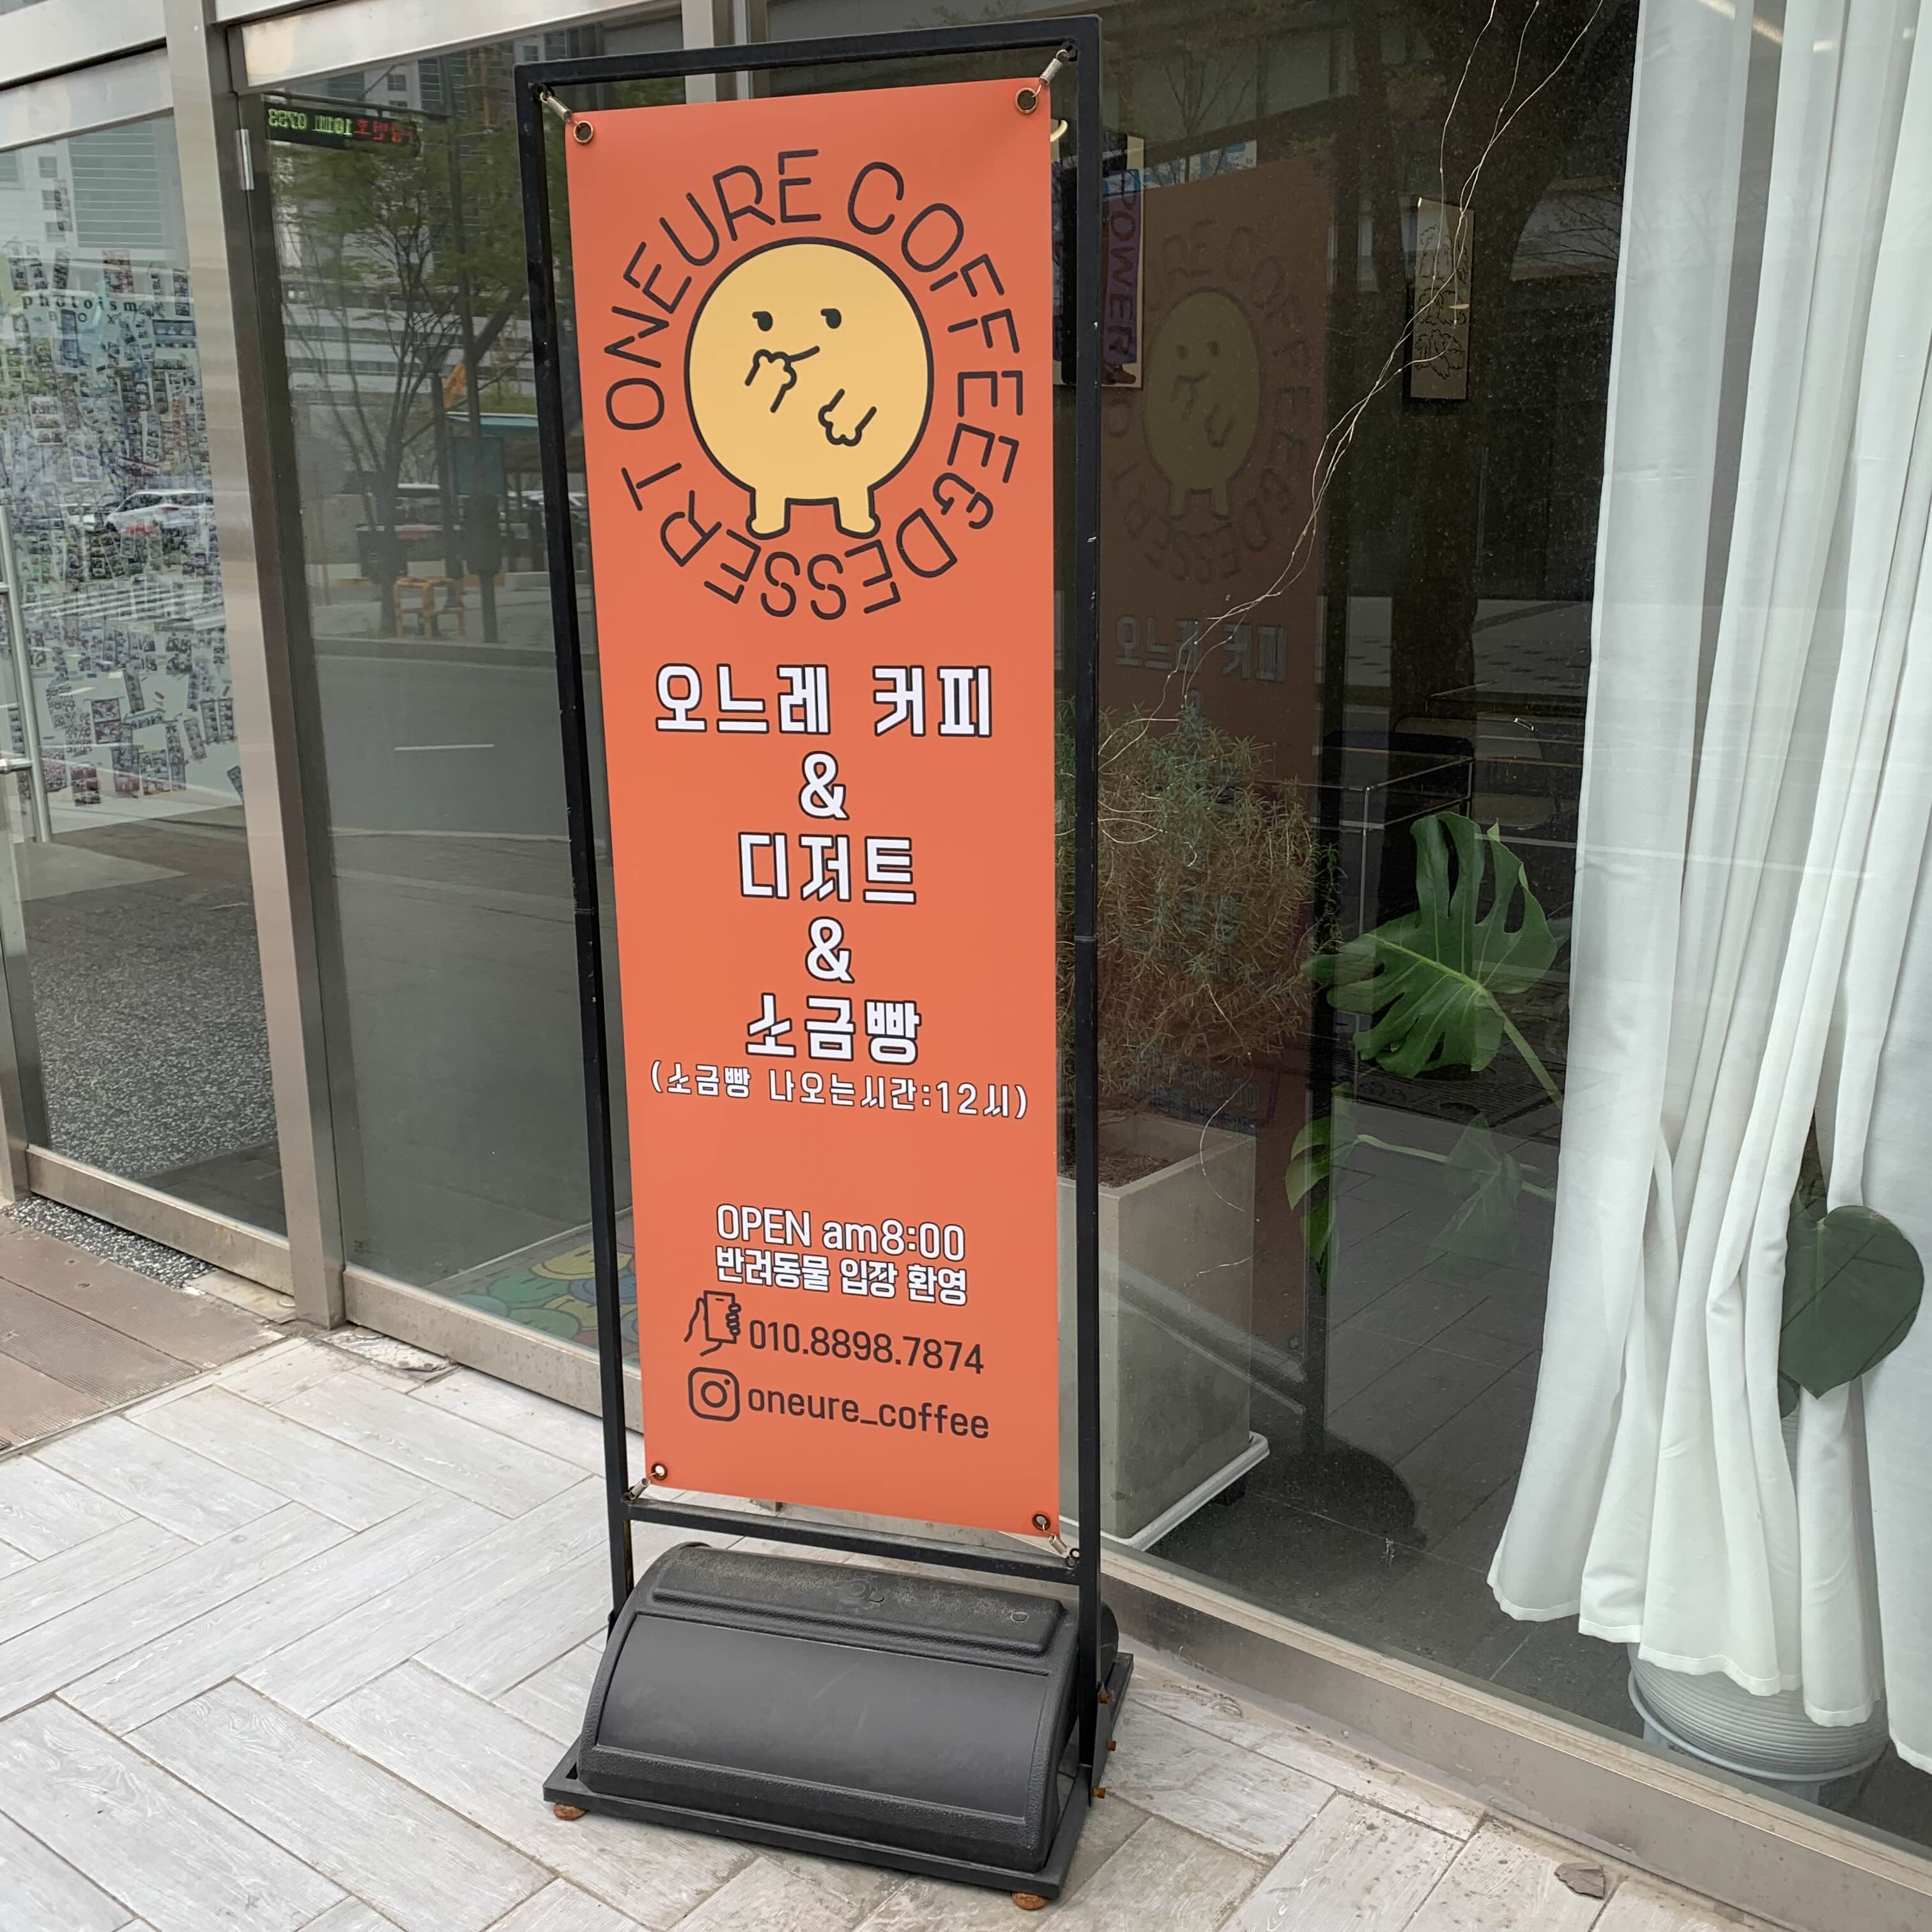 ONEURE COFFEE & DESSERT
오느레 커피
&
디저트
&
소금빵
(소금빵 나오는시간:12시)
OPEN am8:00
반려동물 입장 환영
010.8898.7874
oneure_coffee
photoism
POWER